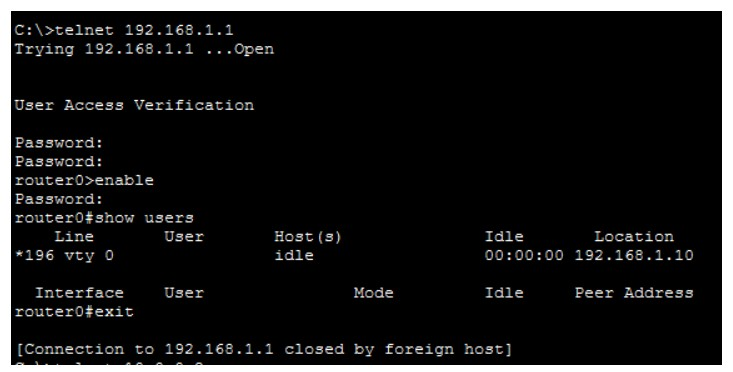 C:\>telnet 192.168.1.1
Trying 192.168.1.1 ...Open
User Access Verification
Password:
Password:
router0>enable
Password:
router0#show users
Line User Host(s) Idle Location
*196 vty 0 idle 00:00:00 192.168.1.10
Interface User Mode Idle Peer Address
router0#exit
[Connection to 192.168.1.1 closed by foreign host]